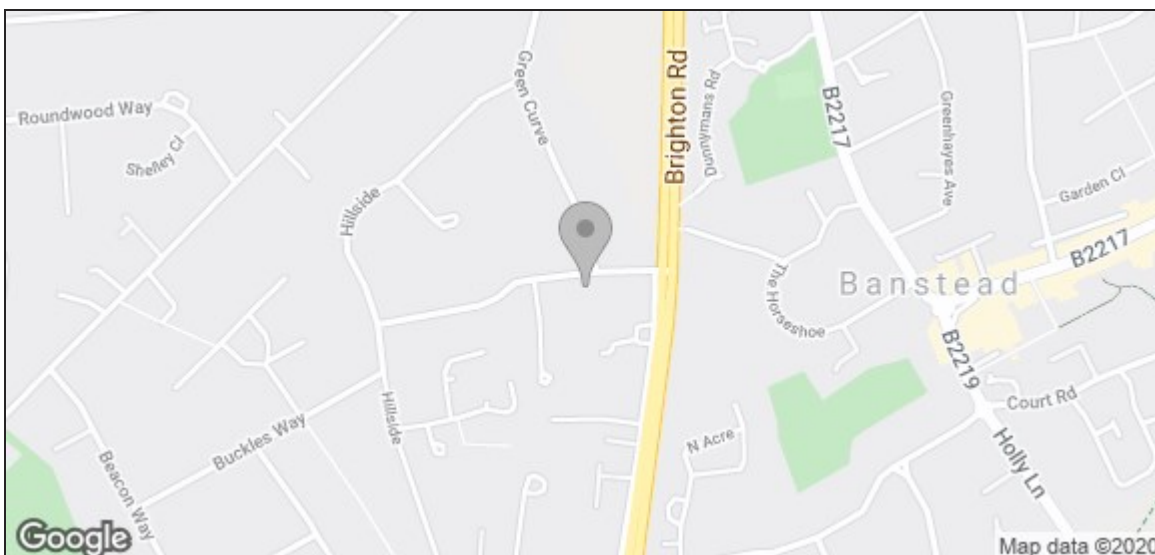 Green Curve
Brighton Rd
Dunnymans Rd
B2217
Greenhayes Ave
Roundwood Way
Shelley Cl
Garden Cl
Hillside
B2217
Banstead
The Horseshoe
B2219
Court Rd
Hillside
Buckles Way
N Acre
Holly Ln
Beacon Way
Google
Map data ©2020